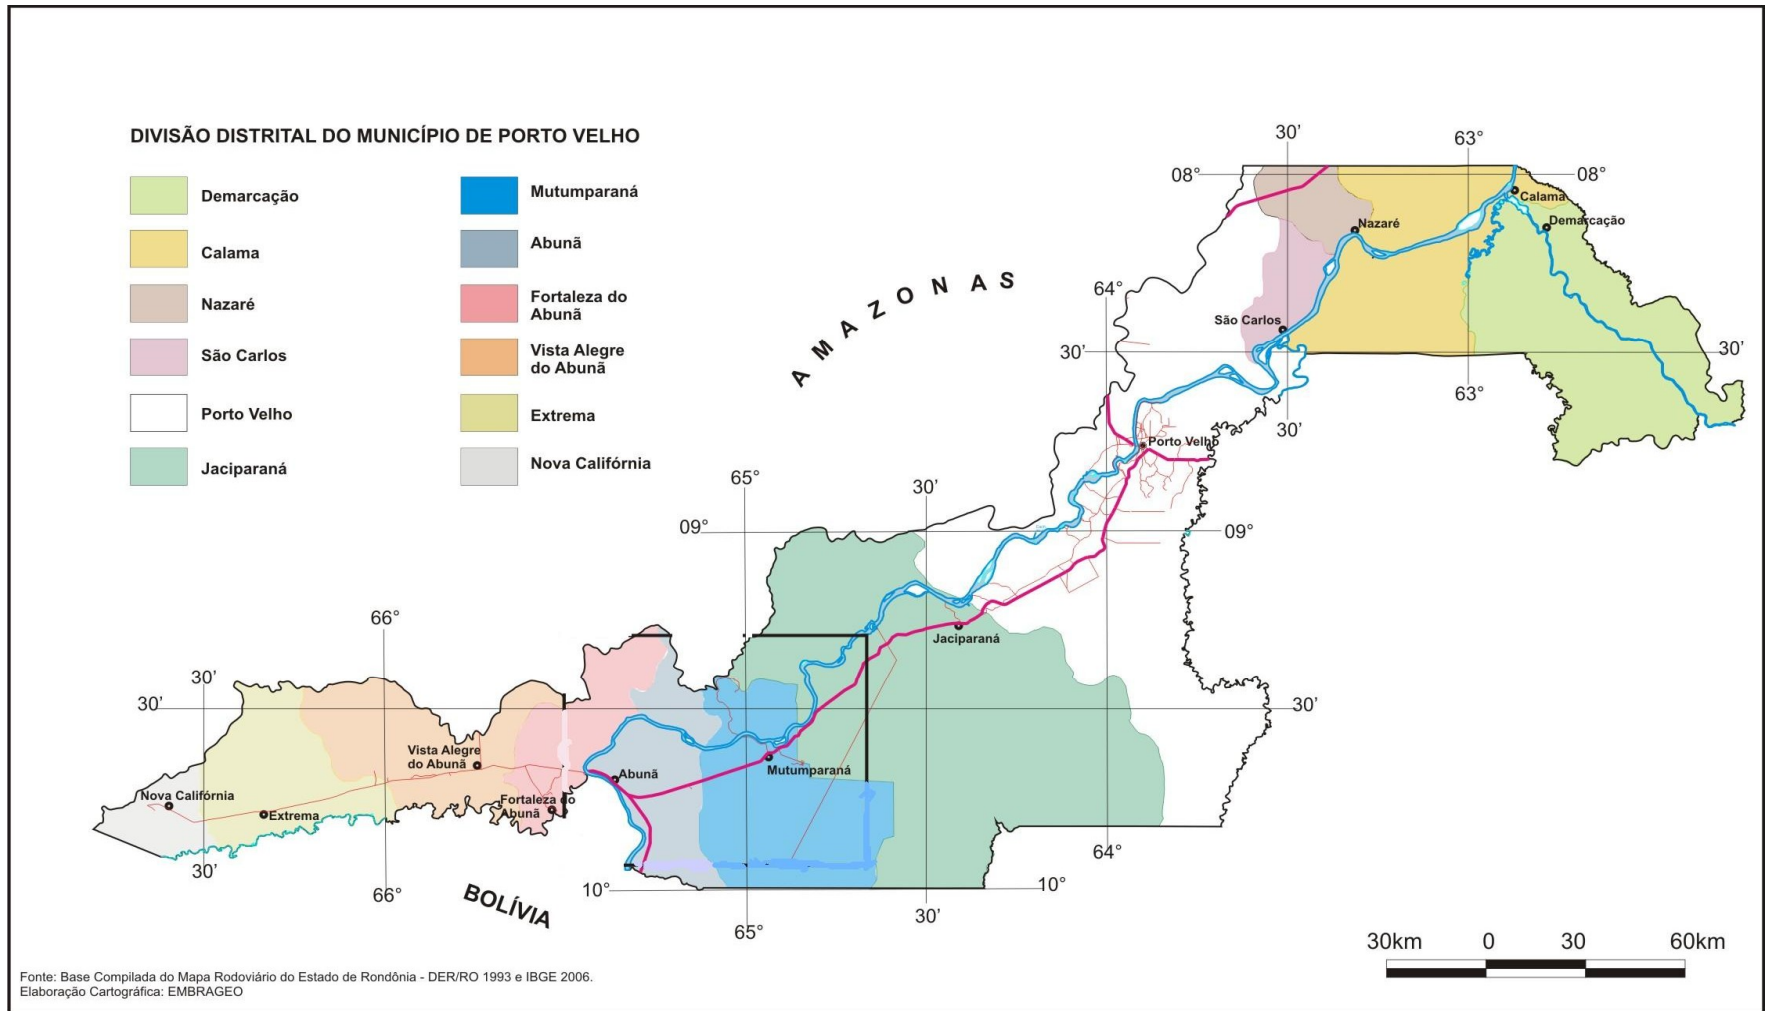 DIVISÃO DISTRITAL DO MUNICÍPIO DE PORTO VELHO
Demarcação
Calama
Nazaré
São Carlos
Porto Velho
Jaciparaná
Mutumparaná
Abunã
Fortaleza do
Abunã
Vista Alegre
do Abunã
Extrema
Nova Califórnia
AMAZONAS
BOLÍVIA
30'
63°
08°
08°
Calama
Demarcação
Nazaré
64°
São Carlos
30'
30'
63°
30'
Porto Velho
65°
30'
09°
09°
66°
Jaciparaná
30'
30'
30'
Vista Alegre
do Abunã
Abunã
Mutumparaná
Nova Califórnia
Extrema
Fortaleza do
Abunã
30'
66°
64°
10°
10°
65°
30'
30km 0 30 60km
Fonte: Base Compilada do Mapa Rodoviário do Estado de Rondônia - DER/RO 1993 e IBGE 2006.
Elaboração Cartográfica: EMBRAGEO